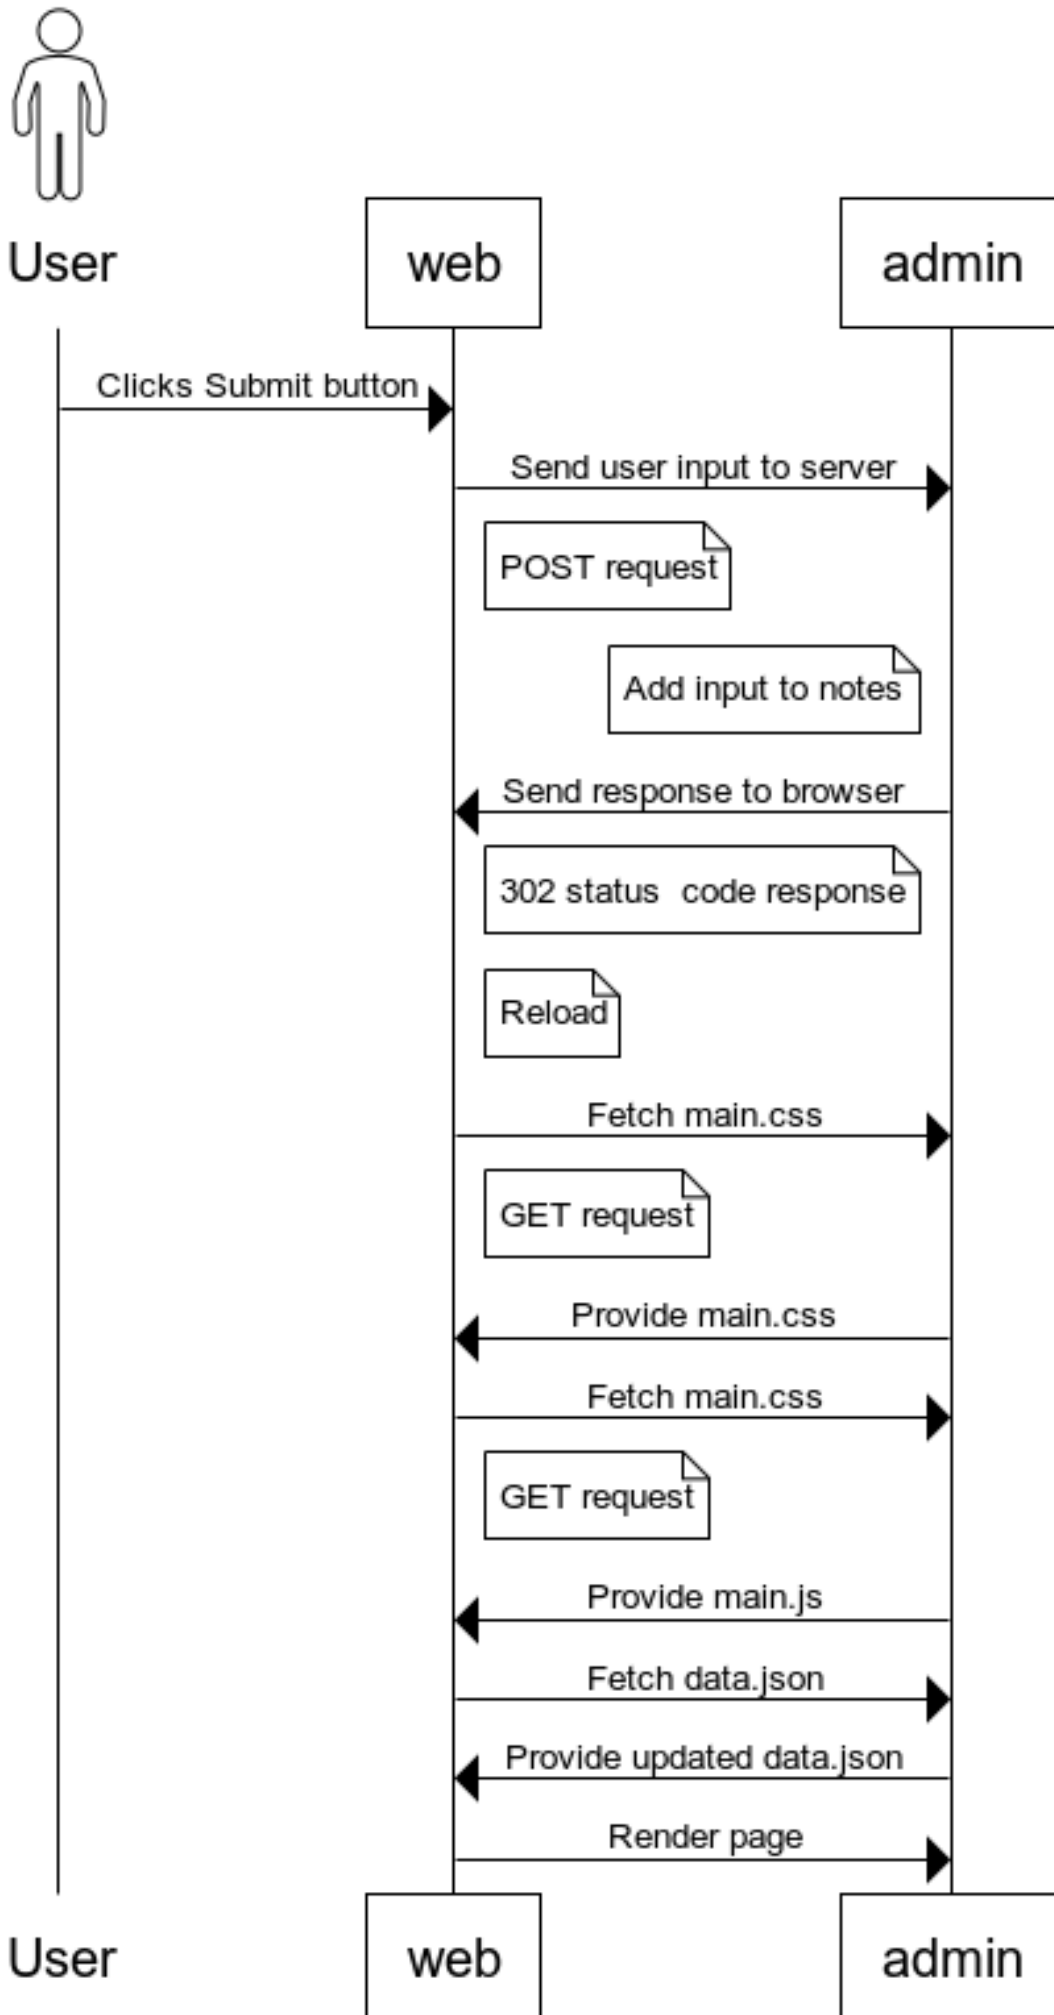 User
web
admin
Clicks Submit button
Send user input to server
POST request
Add input to notes
Send response to browser
302 status  code response
Reload
Fetch main.css
GET request
Provide main.css
Fetch main.css
GET request
Provide main.js
Fetch data.json
Provide updated data.json
Render page
User
web
admin